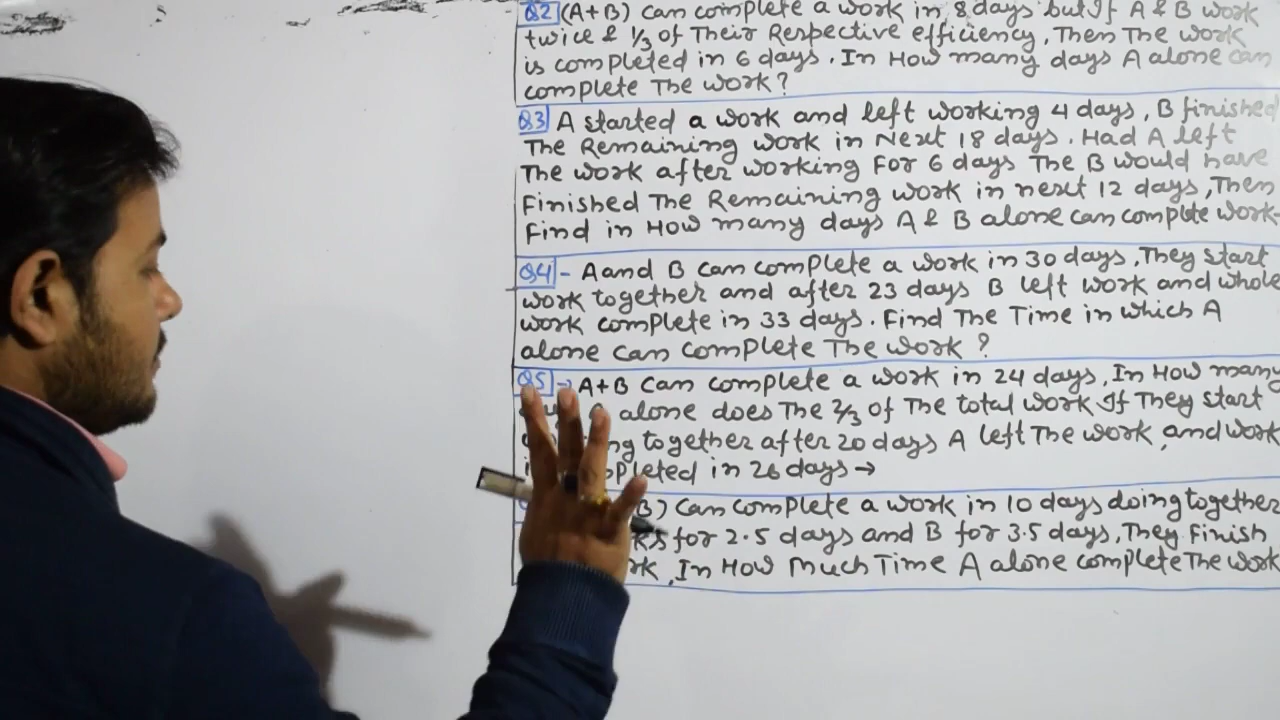 Q2 (A+B) Can complete a work in 8 days but If A & B work
twice & 1/3 of Their Respective efficiency, Then The work
is completed in 6 days. In How many days A alone can
complete The work?
Q3 A started a work and left working 4 days, B finished
The Remaining work in Next 18 days. Had A left
The work after working For 6 days The B would have
Finished The Remaining work in next 12 days, Then
Find in How many days A & B alone can complete work
Q4 - A and B Can complete a work in 30 days, They start
work together and after 23 days B left work and whole
work complete in 33 days. Find The Time in which A
alone Can Complete The work?
Q5 → A+B Can complete a work in 24 days, In How many
A alone does The 2/3 of The total work If They start
together after 20 days A left The work, and work
in 26 days →
B) Can complete a work in 10 days doing together
for 2.5 days and B for 3.5 days, They Finish
In How Much Time A alone complete The work